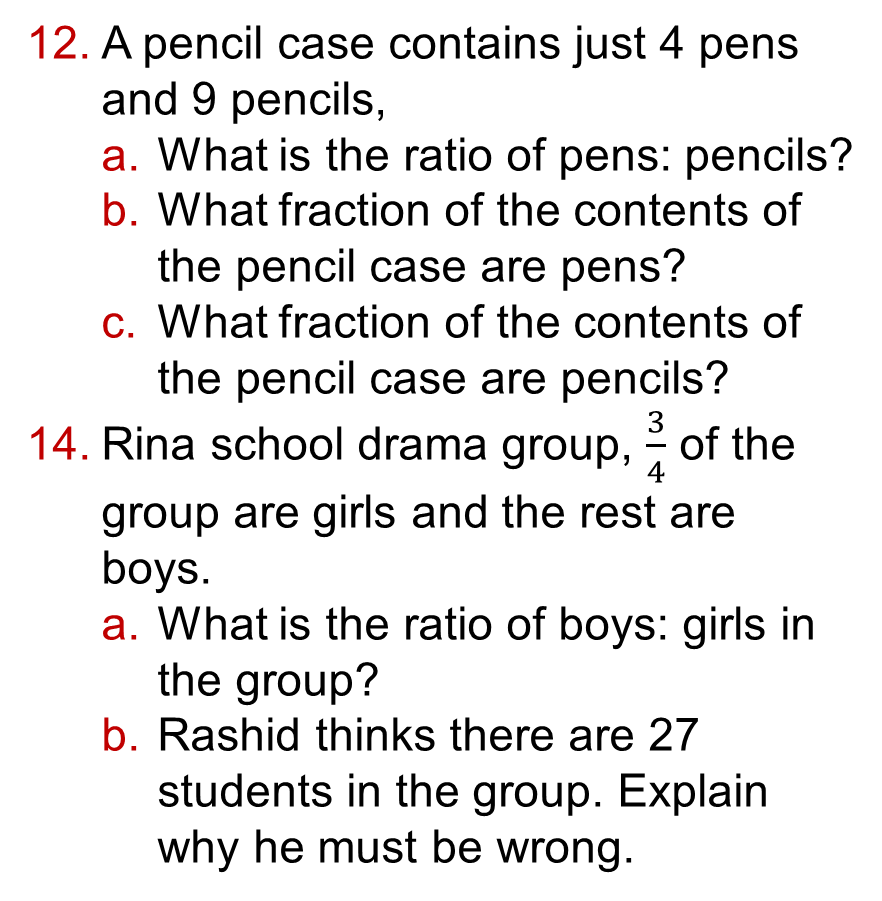 12. A pencil case contains just 4 pens
and 9 pencils,
a. What is the ratio of pens: pencils?
b. What fraction of the contents of
the pencil case are pens?
c. What fraction of the contents of
the pencil case are pencils?
14. Rina school drama group, 3/4 of the
group are girls and the rest are
boys.
a. What is the ratio of boys: girls in
the group?
b. Rashid thinks there are 27
students in the group. Explain
why he must be wrong.